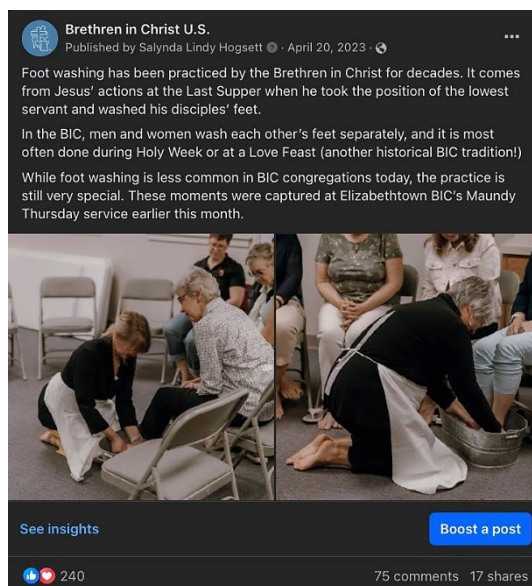 Brethren in Christ U.S.
Published by Salynda Lindy Hogsett · April 20, 2023 ·
Foot washing has been practiced by the Brethren in Christ for decades. It comes
from Jesus’ actions at the Last Supper when he took the position of the lowest
servant and washed his disciples’ feet.
In the BIC, men and women wash each other’s feet separately, and it is most
often done during Holy Week or at a Love Feast (another historical BIC tradition!)
While foot washing is less common in BIC congregations today, the practice is
still very special. These moments were captured at Elizabethtown BIC’s Maundy
Thursday service earlier this month.
See insights
Boost a post
240
75 comments 17 shares